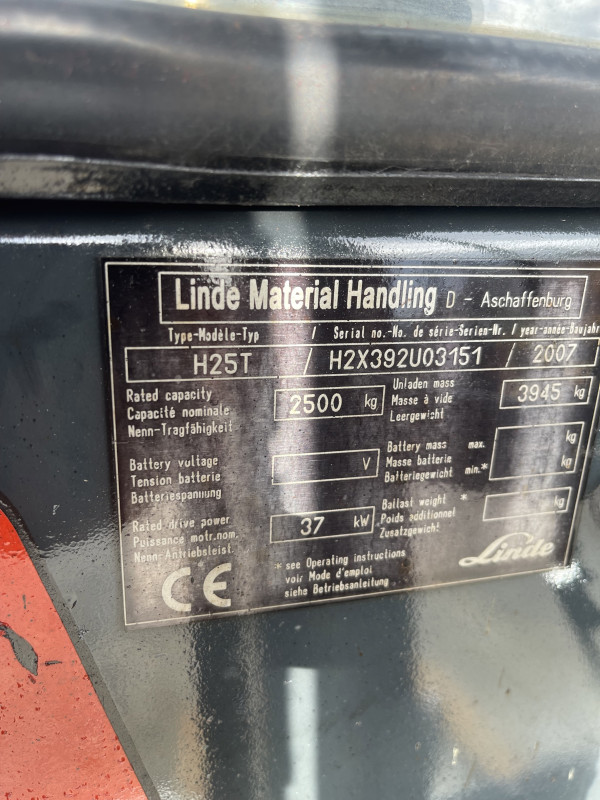 Linde Material Handling D - Aschaffenburg
Type-Modèle-Typ / Serial no.-No. de série-Serien-Nr. / year-année-Baujahr
H25T / H2X392U03151 / 2007
Rated capacity
Capacité nominale
Nenn-Tragfähigkeit
2500 kg
Unladen mass
Masse à vide
Leergewicht
3945 kg
Battery voltage
Tension batterie
Batteriespannung
V
Battery mass max.
Masse batterie
Batteriegewicht min.*
kg
kg
Rated drive power
Puissance motr.nom.
Nenn-Antriebsleist.
37 kW
Ballast weight *
Poids additionnel
Zusatzgewicht
kg
CE
* see Operating instructions
voir Mode d'emploi
siehe Betriebsanleitung
Linde